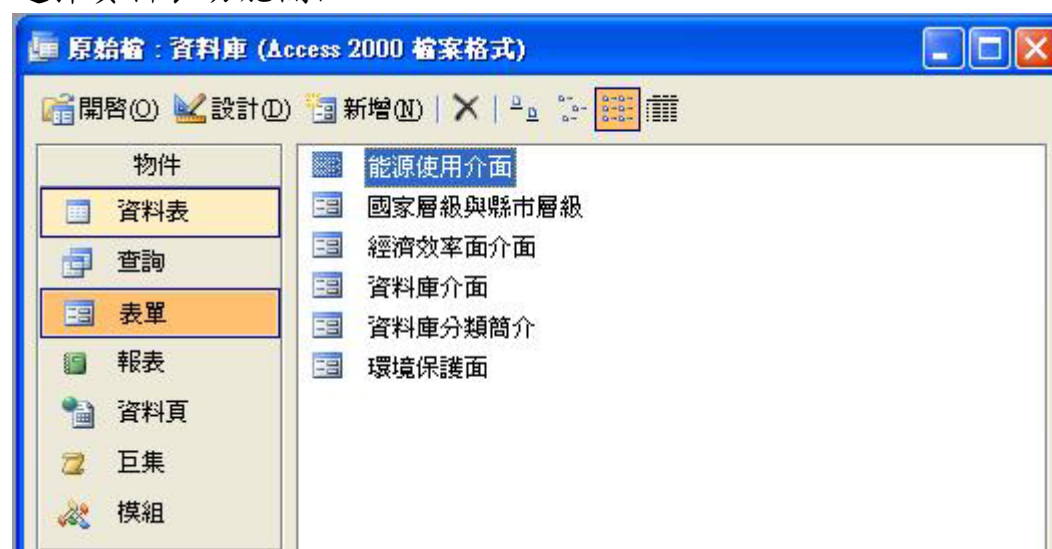 原始檔 : 資料庫 (Access 2000 檔案格式)
開啓(O) 設計(D) 新增(N)
物件
資料表
查詢
表單
報表
資料頁
巨集
模組
能源使用介面
國家層級與縣市層級
經濟效率面介面
資料庫介面
資料庫分類簡介
環境保護面